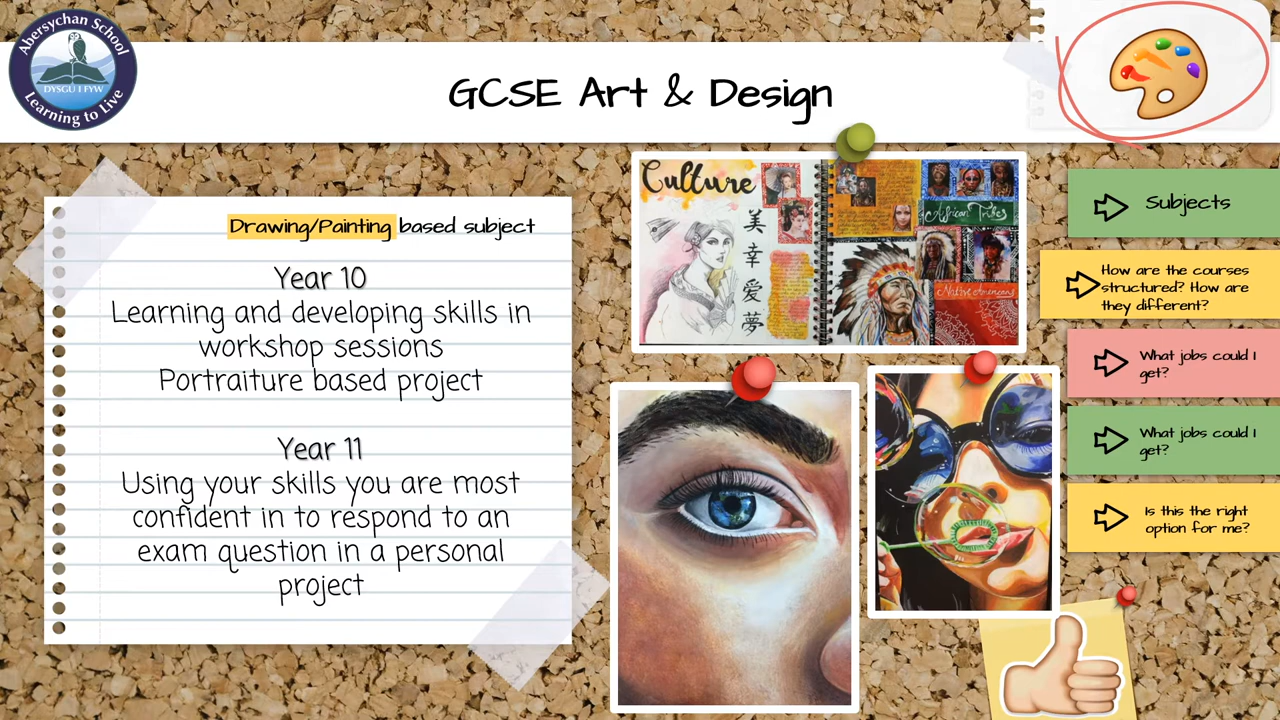 Abersychan School
DYSGU I FYW
Learning to Live
GCSE Art & Design
Drawing/Painting based subject
Year 10
Learning and developing skills in
workshop sessions
Portraiture based project
Year 11
Using your skills you are most
confident in to respond to an
exam question in a personal
project
Culture
美
幸
愛
夢
African Tribes
Native Americans
Subjects
How are the courses
structured? How are
they different?
What jobs could I
get?
What jobs could I
get?
Is this the right
option for me?